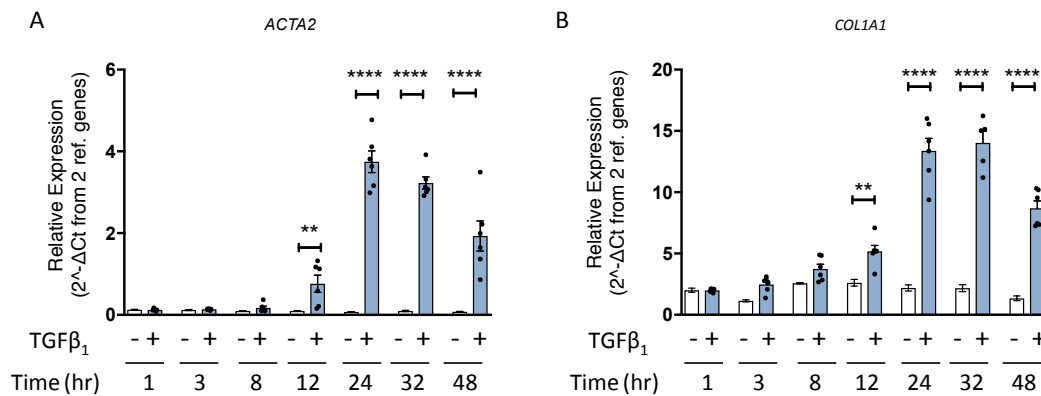 A
ACTA2
Relative Expression
(2^-ΔCt from 2 ref. genes)
6
4
2
0
**
****
****
****
TGFβ1 - + - + - + - + - + - + - +
Time (hr) 1 3 8 12 24 32 48
B
COL1A1
Relative Expression
(2^-ΔCt from 2 ref. genes)
20
15
10
5
0
**
****
****
****
TGFβ1 - + - + - + - + - + - + - +
Time (hr) 1 3 8 12 24 32 48